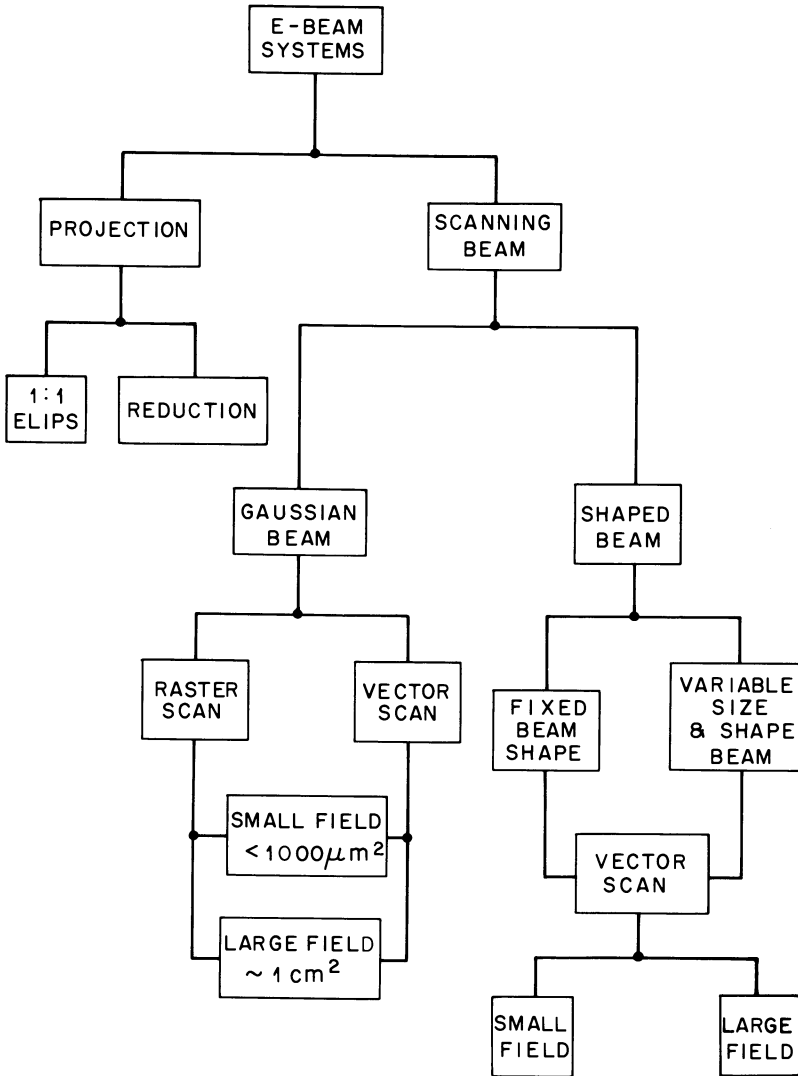 E-BEAM
SYSTEMS
PROJECTION
SCANNING
BEAM
1:1
ELIPS
REDUCTION
GAUSSIAN
BEAM
SHAPED
BEAM
RASTER
SCAN
VECTOR
SCAN
FIXED
BEAM
SHAPE
VARIABLE
SIZE
& SHAPE
BEAM
SMALL FIELD
<1000μm²
LARGE FIELD
~ 1 cm²
VECTOR
SCAN
SMALL
FIELD
LARGE
FIELD